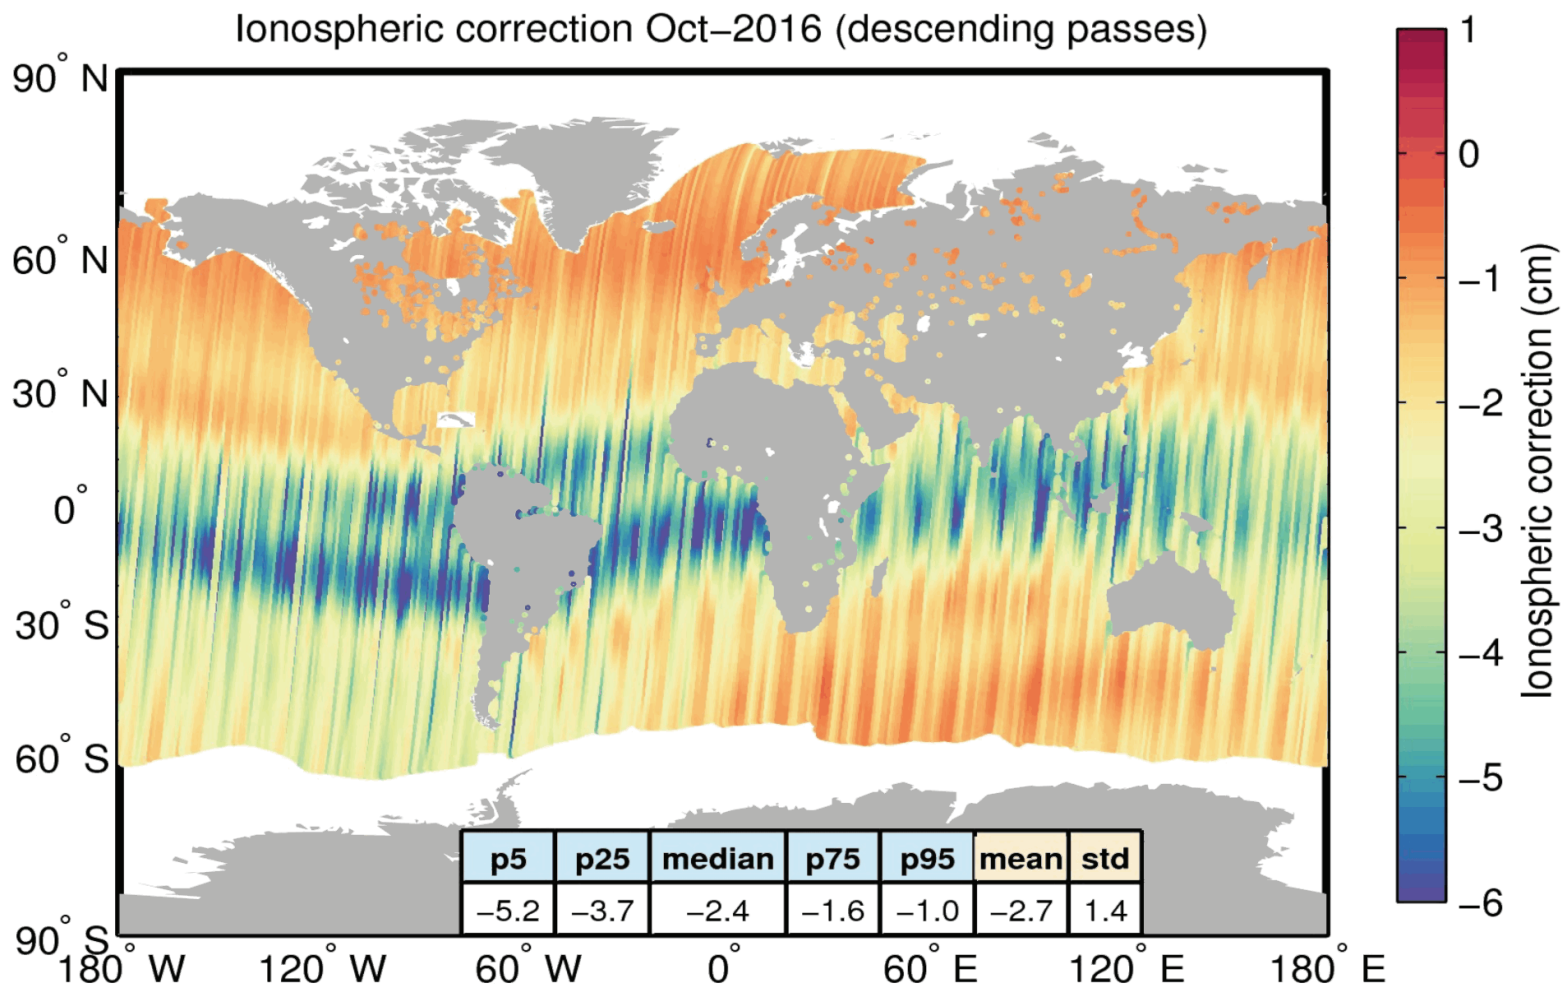 Ionospheric correction Oct−2016 (descending passes)
90° N
60° N
30° N
0°
30° S
60° S
90° S
180° W 120° W 60° W 0° 60° E 120° E 180° E
p5 p25 median p75 p95 mean std
−5.2 −3.7 −2.4 −1.6 −1.0 −2.7 1.4
1
0
−1
−2
−3
−4
−5
−6
Ionospheric correction (cm)